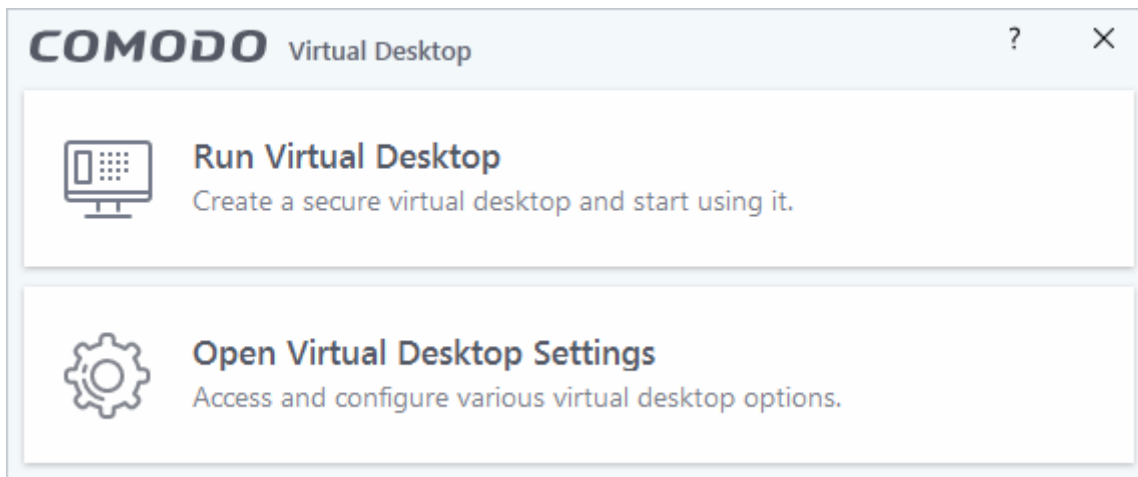 COMODO Virtual Desktop ?
Run Virtual Desktop
Create a secure virtual desktop and start using it.
Open Virtual Desktop Settings
Access and configure various virtual desktop options.